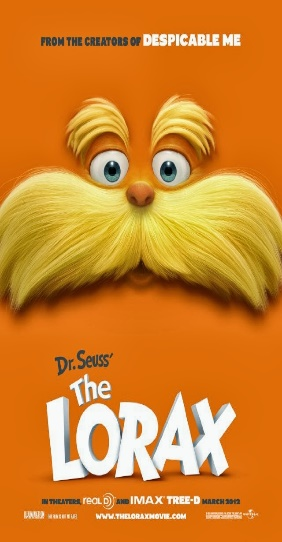 FROM THE CREATORS OF DESPICABLE ME
Dr. Seuss'
The
LORAX
IN THEATERS, REAL D 3D AND IMAX TREE-D MARCH 2012
WWW.THELORAXMOVIE.COM